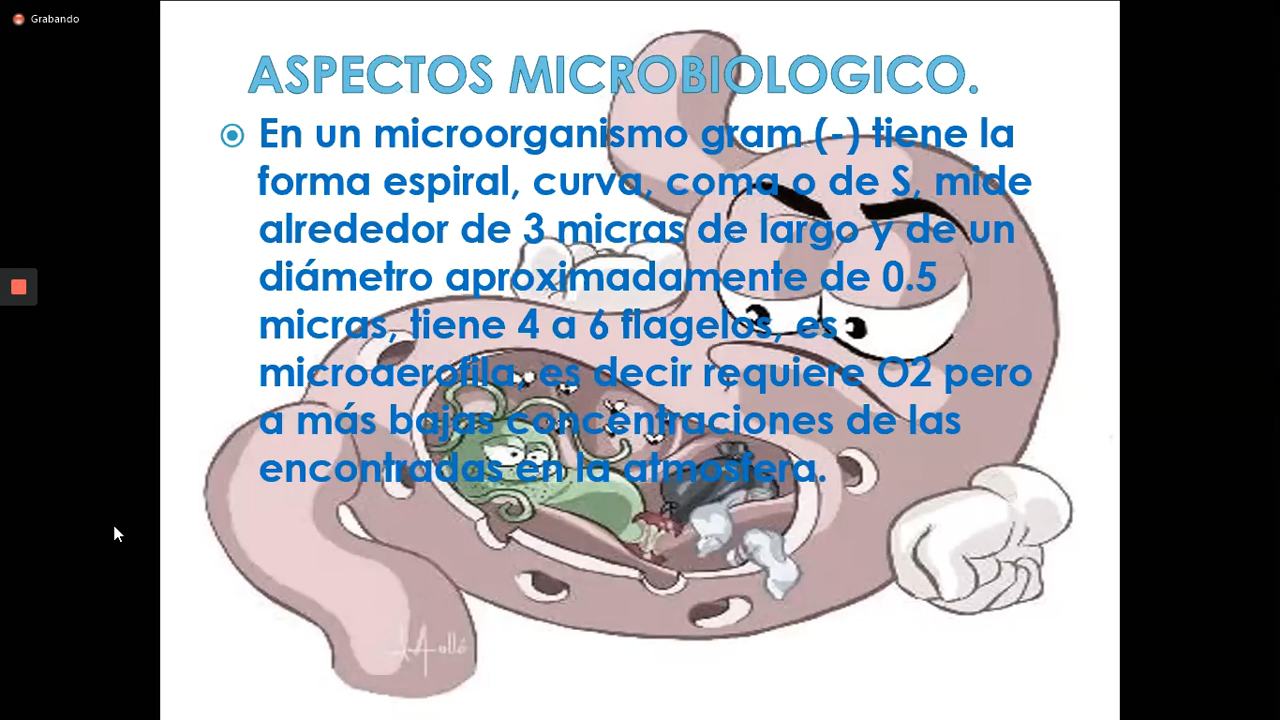 Grabando
ASPECTOS MICROBIOLOGICO.
En un microorganismo gram (-) tiene la
forma espiral, curva, coma o de S, mide
alrededor de 3 micras de largo y de un
diámetro aproximadamente de 0.5
micras, tiene 4 a 6 flagelos, es
microaerofila, es decir requiere O2 pero
a más bajas concentraciones de las
encontradas en la atmosfera.